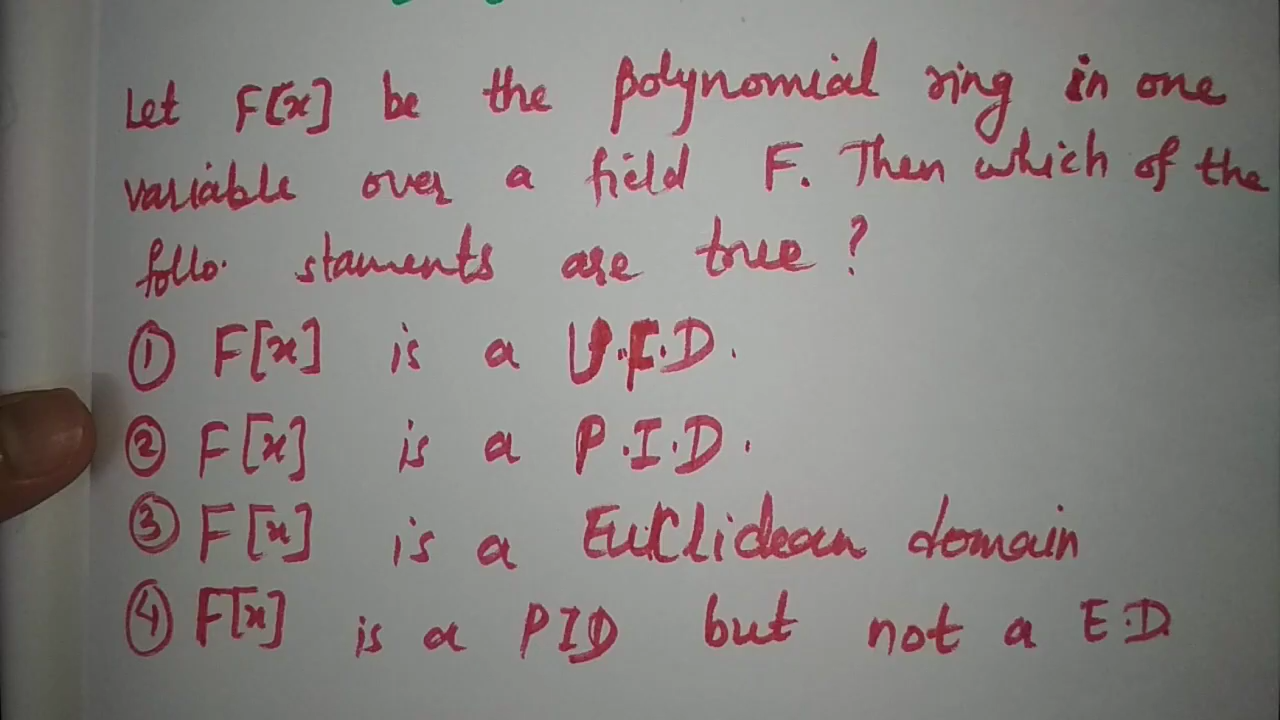 Let F[x] be the polynomial ring in one
variable over a field F. Then which of the
follo. staments are true ?
① F[x] is a U.F.D.
② F[x] is a P.I.D.
③ F[x] is a Euclidean domain
④ F[x] is a PID but not a E.D